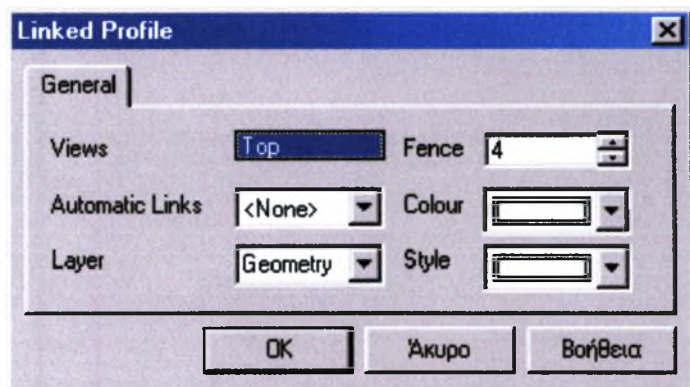 Linked Profile
General
Views Top Fence 4
Automatic Links <None> Colour
Layer Geometry Style
OK Άκυρο Βοήθεια